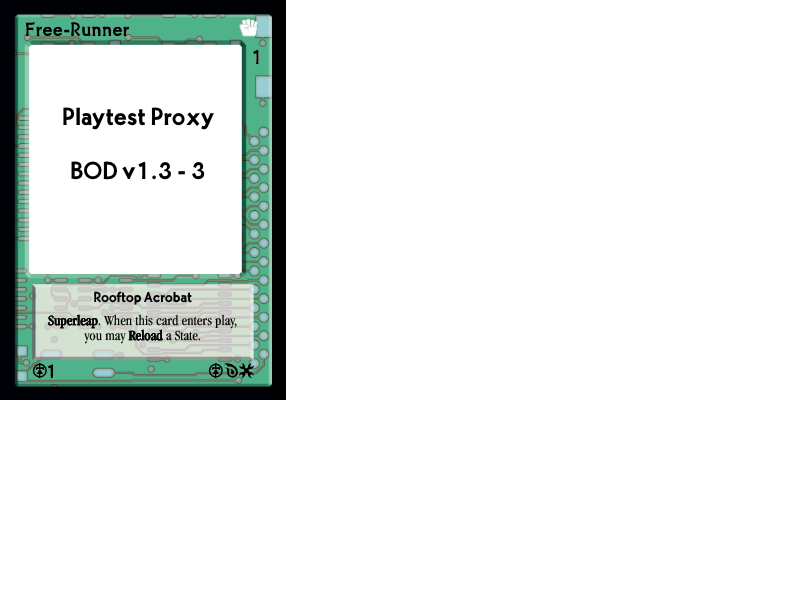 Free-Runner
1
Playtest Proxy
BOD v1.3 - 3
Rooftop Acrobat
Superleap. When this card enters play,
you may Reload a State.
1